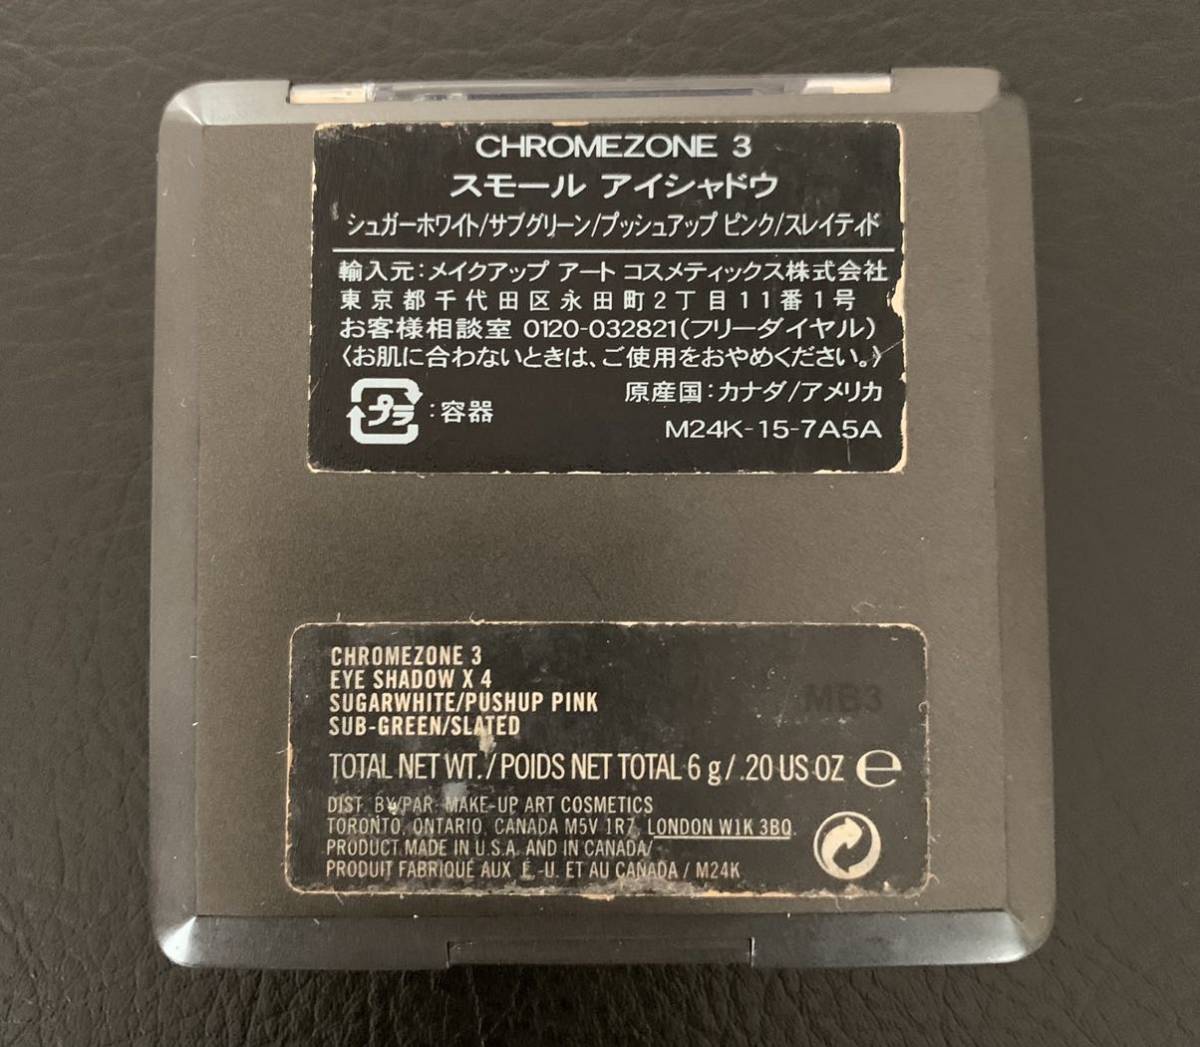 CHROMEZONE 3
スモール アイシャドウ
シュガーホワイト/サブグリーン/プッシュアップ ピンク/スレイティド
輸入元:メイクアップ アート コスメティックス株式会社
東京都千代田区永田町2丁目11番1号
お客様相談室 0120-032821(フリーダイヤル)
〈お肌に合わないときは、ご使用をおやめください。〉
原産国:カナダ/アメリカ
プラ :容器
M24K-15-7A5A
CHROMEZONE 3
EYE SHADOW X 4
SUGARWHITE/PUSHUP PINK
SUB-GREEN/SLATED
MB3
TOTAL NET WT./POIDS NET TOTAL 6 g/ .20 US OZ ℮
DIST. BY/PAR: MAKE-UP ART COSMETICS
TORONTO, ONTARIO, CANADA M5V 1R7, LONDON W1K 3BQ.
PRODUCT MADE IN U.S.A. AND IN CANADA/
PRODUIT FABRIQUÉ AUX É.-U. ET AU CANADA / M24K